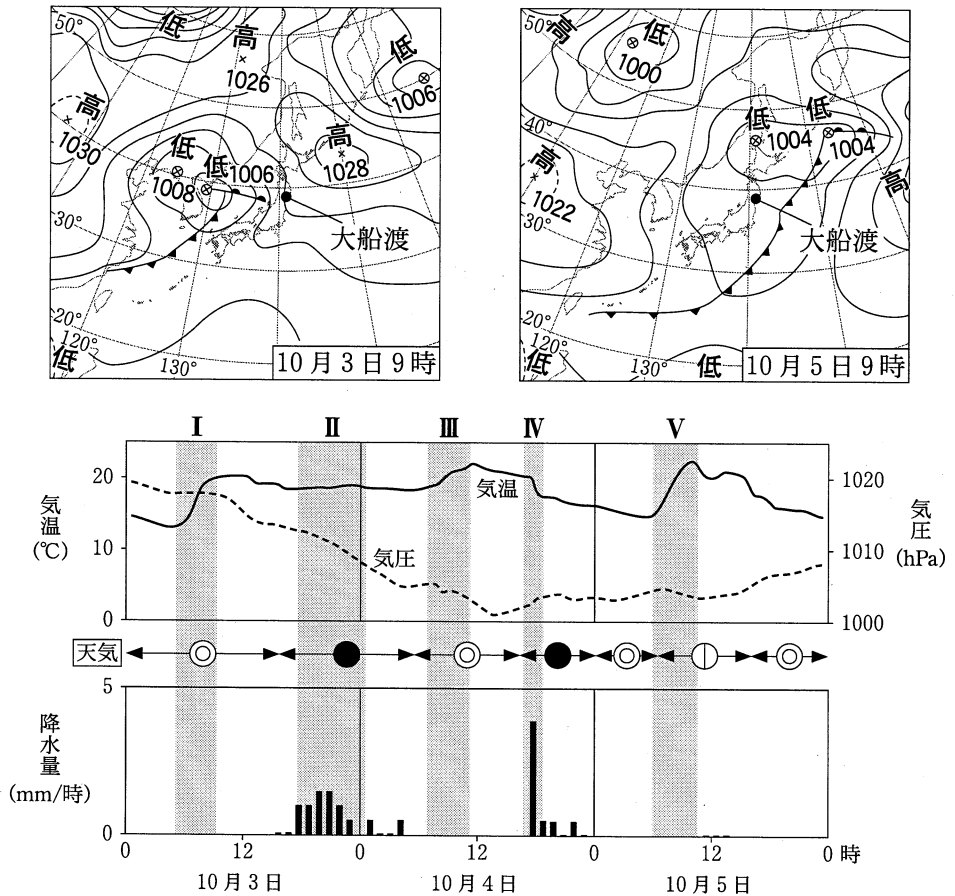 50°
低
高
1026
低
1006
高
1030
低
1008
低
1006
高
1028
30°
大船渡
20°
120°
低
130°
10月3日9時
50°
高
低
1000
40°
高
1022
低
1004
低
1004
高
30°
大船渡
20°
120°
低
130°
低
10月5日9時
Ⅰ
Ⅱ
Ⅲ
Ⅳ
Ⅴ
気温
(℃)
20
10
0
気温
気圧
1020
1010
1000
気圧
(hPa)
天気
降水量
(mm/時)
5
0
0
12
0
12
0
12
0 時
10月3日
10月4日
10月5日